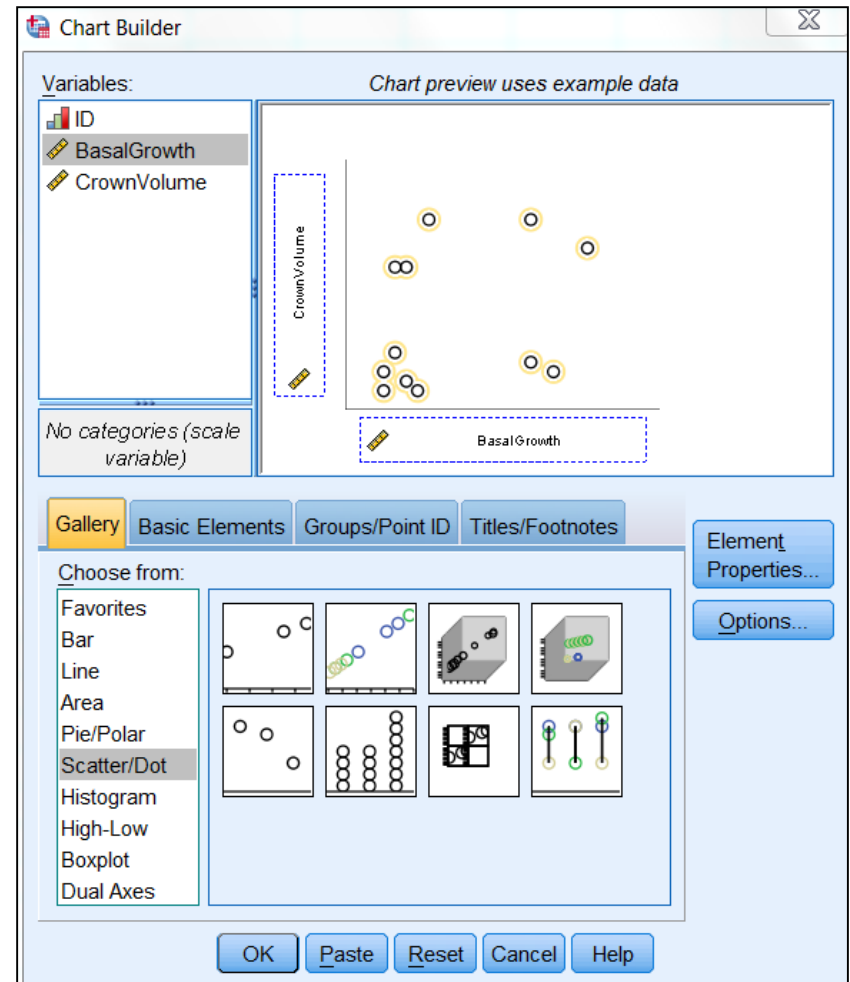 Chart Builder
Variables:
Chart preview uses example data
ID
BasalGrowth
CrownVolume
CrownVolume
BasalGrowth
No categories (scale
variable)
Gallery
Basic Elements
Groups/Point ID
Titles/Footnotes
Element
Properties...
Options...
Choose from:
Favorites
Bar
Line
Area
Pie/Polar
Scatter/Dot
Histogram
High-Low
Boxplot
Dual Axes
OK
Paste
Reset
Cancel
Help